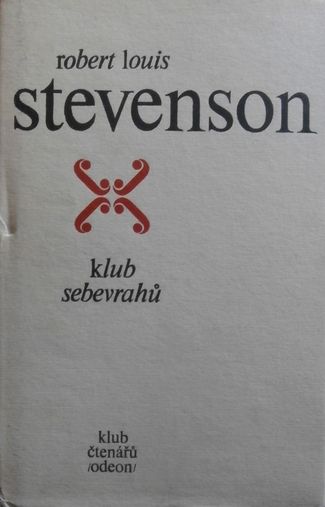 robert louis
stevenson
klub
sebevrahů
klub
čtenářů
/odeon/